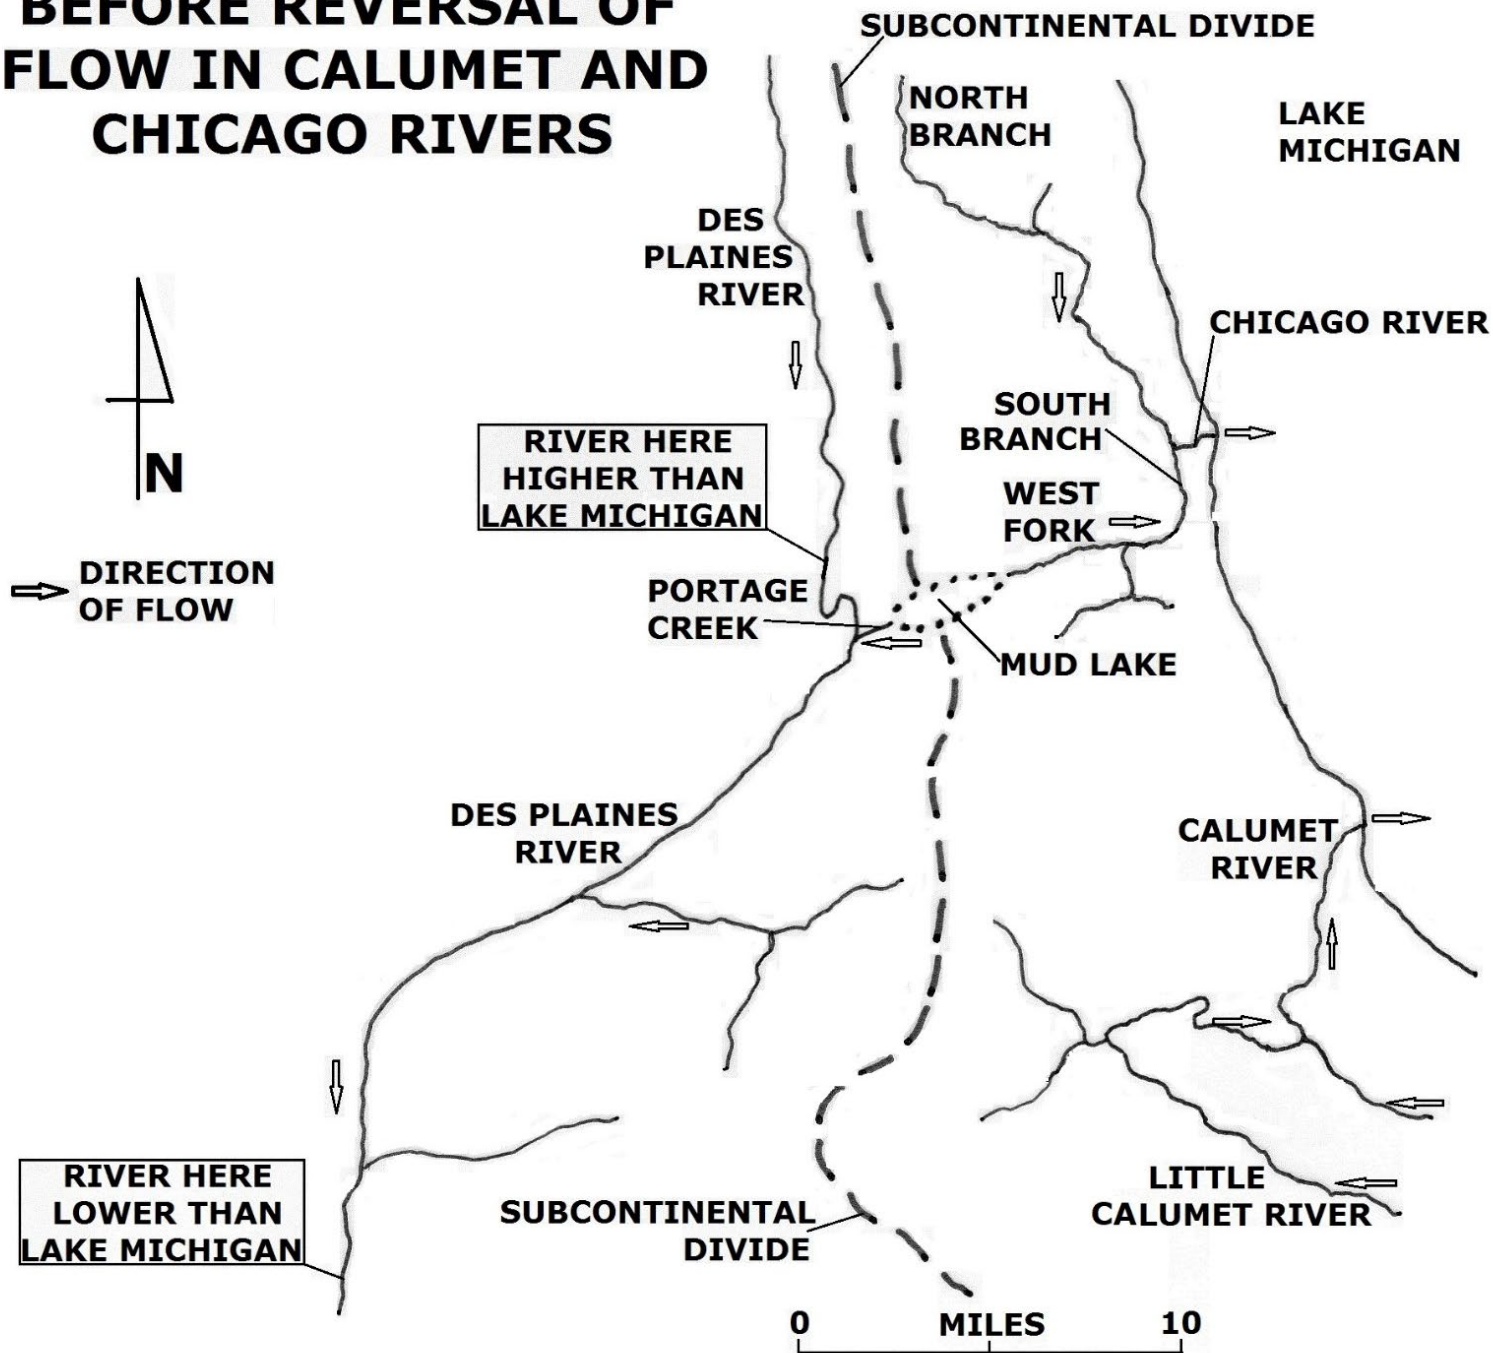 BEFORE REVERSAL OF
FLOW IN CALUMET AND
CHICAGO RIVERS
SUBCONTINENTAL DIVIDE
NORTH
BRANCH
LAKE
MICHIGAN
DES
PLAINES
RIVER
CHICAGO RIVER
SOUTH
BRANCH
RIVER HERE
HIGHER THAN
LAKE MICHIGAN
WEST
FORK
N
DIRECTION
OF FLOW
PORTAGE
CREEK
MUD LAKE
DES PLAINES
RIVER
CALUMET
RIVER
RIVER HERE
LOWER THAN
LAKE MICHIGAN
SUBCONTINENTAL
DIVIDE
LITTLE
CALUMET RIVER
0 MILES 10